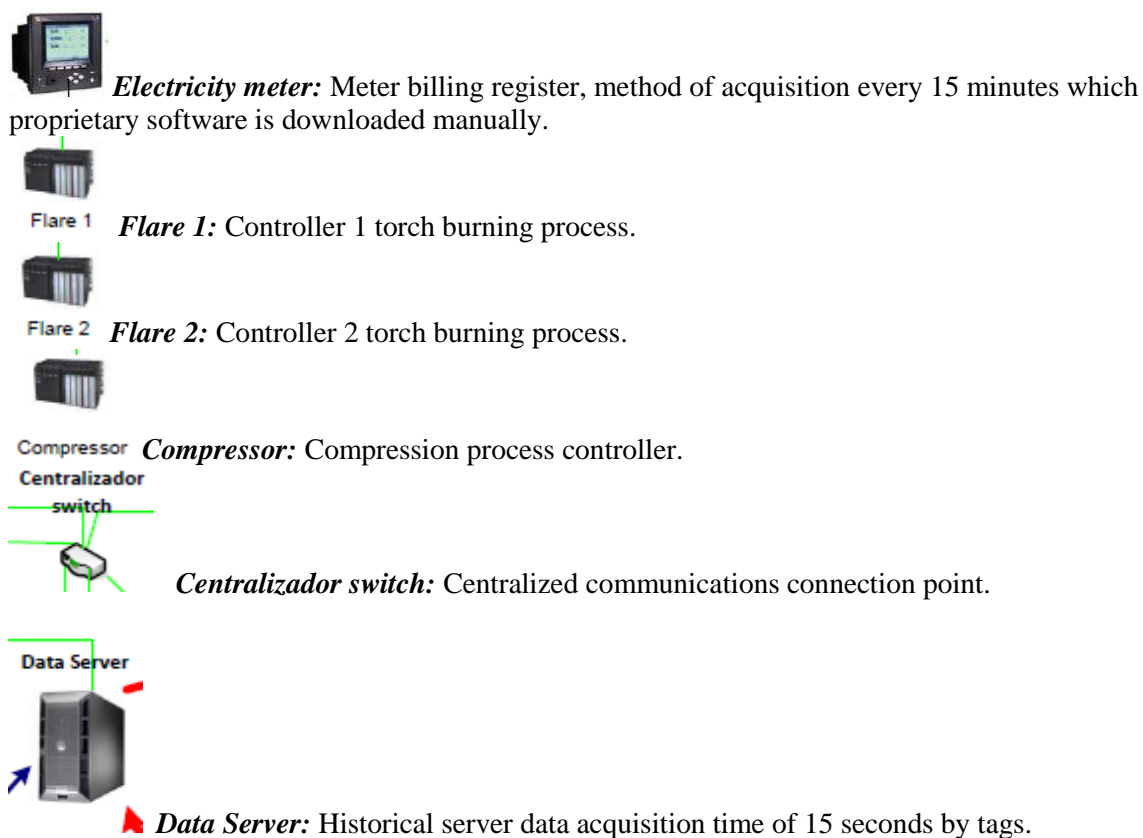 Electricity meter: Meter billing register, method of acquisition every 15 minutes which
proprietary software is downloaded manually.
Flare 1 Flare 1: Controller 1 torch burning process.
Flare 2 Flare 2: Controller 2 torch burning process.
Compressor Compressor: Compression process controller.
Centralizador
switch
Centralizador switch: Centralized communications connection point.
Data Server
Data Server: Historical server data acquisition time of 15 seconds by tags.